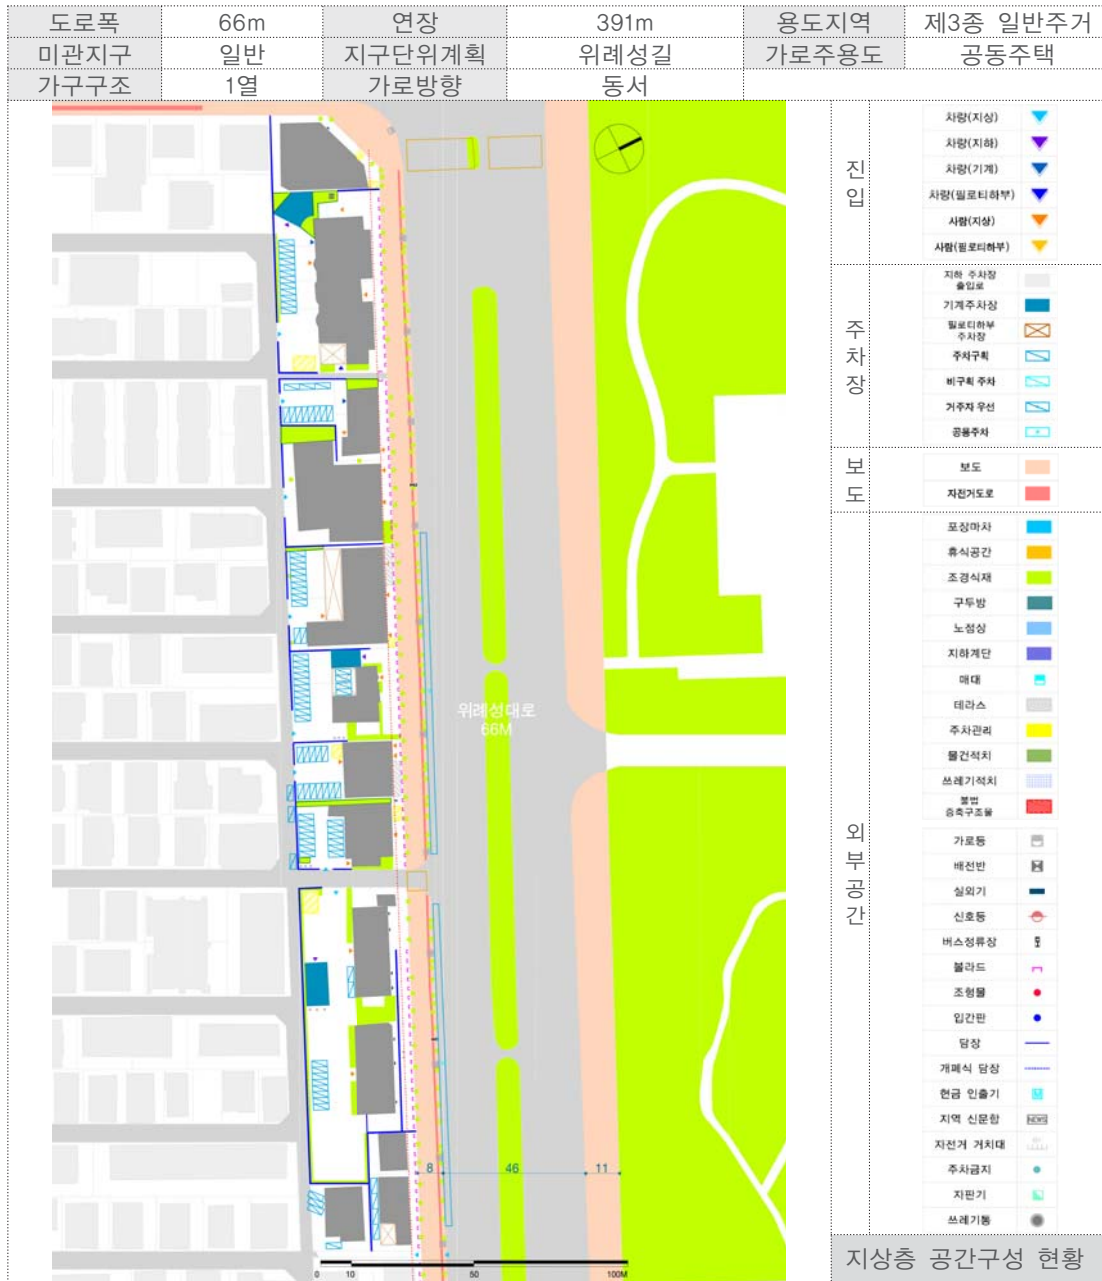 도로폭 66m 연장 391m 용도지역 제3종 일반주거
미관지구 일반 지구단위계획 위례성길 가로주용도 공동주택
가구구조 1열 가로방향 동서
진입
차량(지상)
차량(지하)
차량(기계)
차량(필로티하부)
사람(지상)
사람(필로티하부)
주차장
지하 주차장
출입로
기계주차장
필로티하부
주차장
주차구획
비구획 주차
거주자 우선
공용주차
보도
보도
자전거도로
외부공간
포장마차
휴식공간
조경식재
구두방
노점상
지하계단
매대
테라스
주차관리
물건적치
쓰레기적치
불법
증축구조물
가로등
배전반
실외기
신호등
버스정류장
볼라드
조형물
입간판
담장
개폐식 담장
현금 인출기
지역 신문함
NEWS
자전거 거치대
주차금지
자판기
쓰레기통
위례성대로
66M
8 46 11
0 10 50 100M
지상층 공간구성 현황